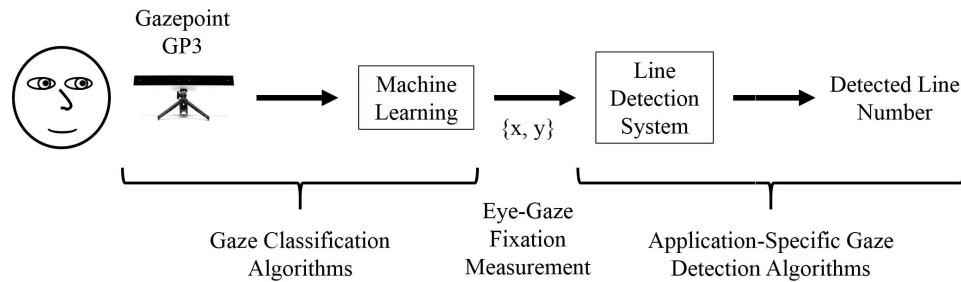 Gazepoint
GP3
Machine
Learning
{x, y}
Line
Detection
System
Detected Line
Number
Gaze Classification
Algorithms
Eye-Gaze
Fixation
Measurement
Application-Specific Gaze
Detection Algorithms